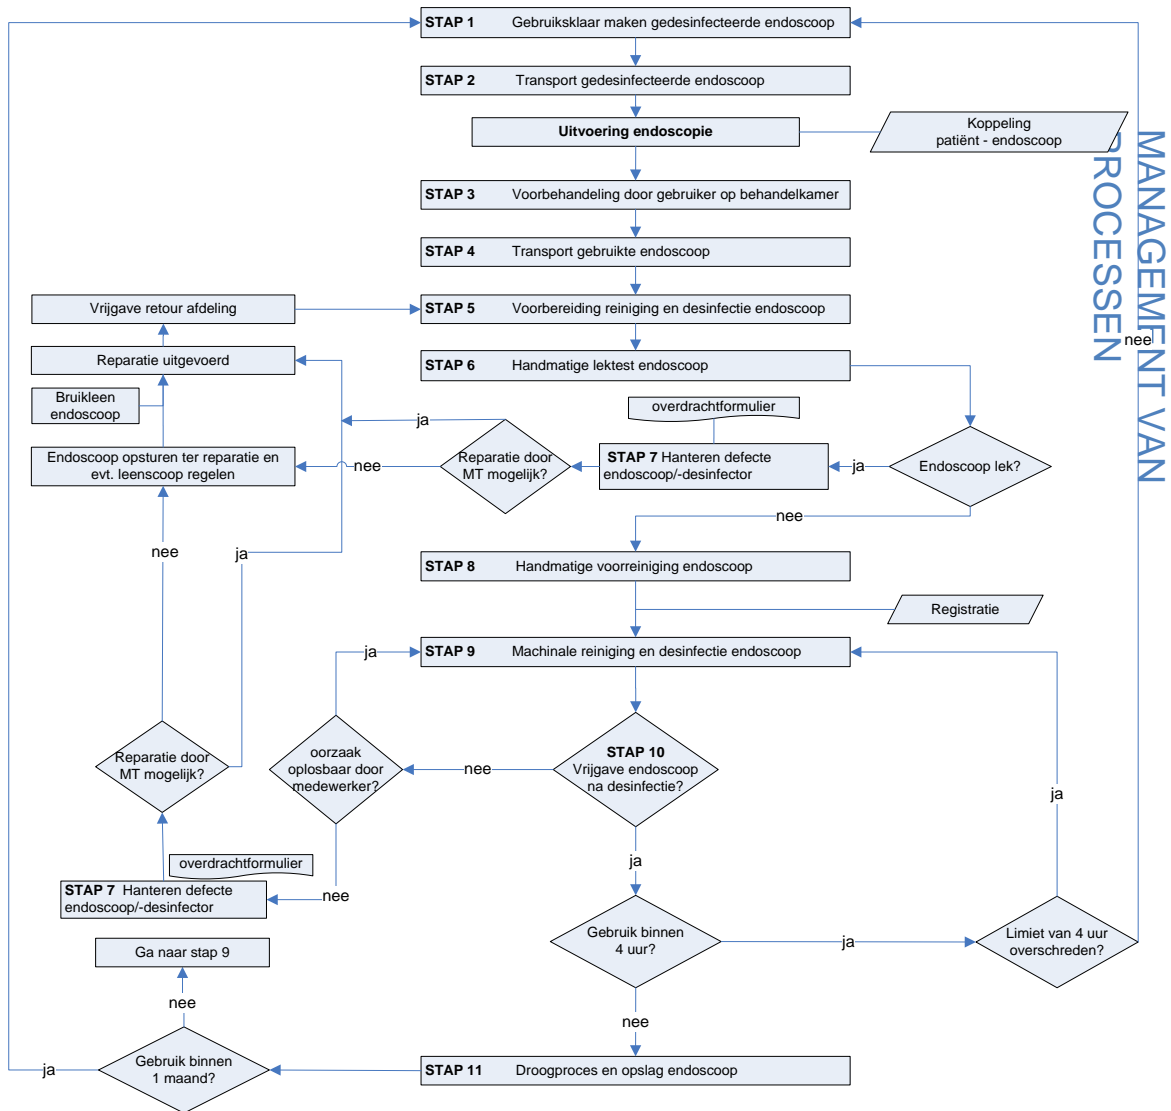 STAP 1 Gebruiksklaar maken gedesinfecteerde endoscoop
STAP 2 Transport gedesinfecteerde endoscoop
Uitvoering endoscopie
Koppeling
patiënt - endoscoop
MANAGEMENT VAN
PROCESSEN
STAP 3 Voorbehandeling door gebruiker op behandelkamer
STAP 4 Transport gebruikte endoscoop
Vrijgave retour afdeling
STAP 5 Voorbereiding reiniging en desinfectie endoscoop
nee
Reparatie uitgevoerd
STAP 6 Handmatige lektest endoscoop
Bruikleen
endoscoop
overdrachtformulier
ja
Endoscoop opsturen ter reparatie en
evt. leenscoop regelen
nee
Reparatie door
MT mogelijk?
STAP 7 Hanteren defecte
endoscoop/-desinfector
ja
Endoscoop lek?
nee
nee
ja
STAP 8 Handmatige voorreiniging endoscoop
Registratie
ja
STAP 9 Machinale reiniging en desinfectie endoscoop
Reparatie door
MT mogelijk?
oorzaak
oplosbaar door
medewerker?
nee
STAP 10
Vrijgave endoscoop
na desinfectie?
ja
overdrachtformulier
ja
STAP 7 Hanteren defecte
endoscoop/-desinfector
nee
Gebruik binnen
4 uur?
ja
Limiet van 4 uur
overschreden?
Ga naar stap 9
nee
nee
ja
Gebruik binnen
1 maand?
STAP 11 Droogproces en opslag endoscoop